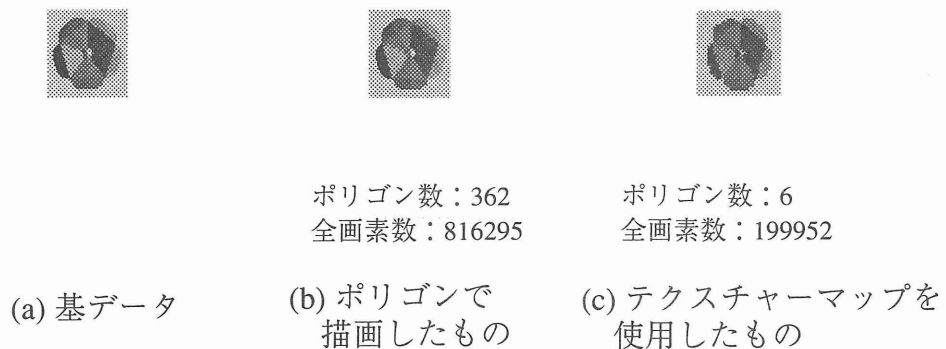 ポリゴン数：362
全画素数：816295
ポリゴン数：6
全画素数：199952
(a) 基データ
(b) ポリゴンで
描画したもの
(c) テクスチャーマップを
使用したもの